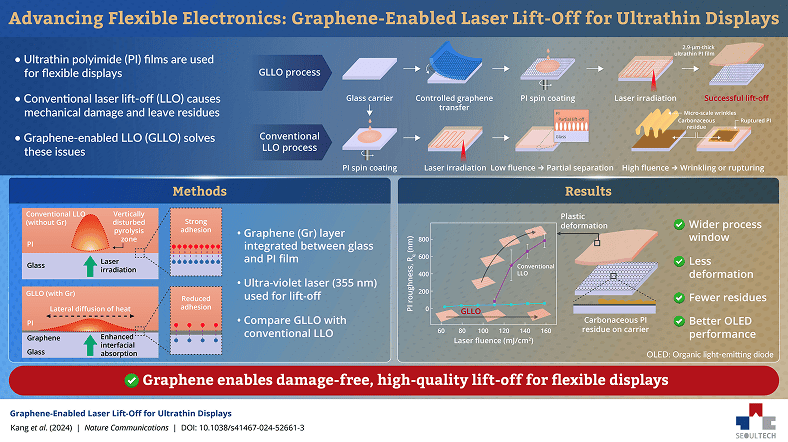 Advancing Flexible Electronics: Graphene-Enabled Laser Lift-Off for Ultrathin Displays
• Ultrathin polyimide (PI) films are used
for flexible displays
• Conventional laser lift-off (LLO) causes
mechanical damage and leave residues
• Graphene-enabled LLO (GLLO) solves
these issues
GLLO process
2.9-μm-thick
ultrathin PI film
Glass carrier
Controlled graphene
transfer
PI spin coating
Laser irradiation
Successful lift-off
Conventional
LLO process
PI spin coating
Laser irradiation
PI
Partial lift-off
Glass
Low fluence → Partial separation
Micro-scale wrinkles
Carbonaceous
residue
Ruptured PI
High fluence → Wrinkling or rupturing
Methods
Conventional LLO
(without Gr)
Vertically
disturbed
pyrolysis
zone
PI
Glass
Laser
irradiation
Strong
adhesion
GLLO (with Gr)
Lateral diffusion of heat
PI
Graphene
Glass
Enhanced
interfacial
absorption
Reduced
adhesion
• Graphene (Gr) layer
integrated between glass
and PI film
• Ultra-violet laser (355 nm)
used for lift-off
• Compare GLLO with
conventional LLO
Results
PI roughness, Rt (nm)
800
600
400
200
0
Conventional
LLO
GLLO
60 80 100 120 140 160
Laser fluence (mJ/cm²)
Plastic
deformation
Carbonaceous PI
residue on carrier
Wider process
window
Less
deformation
Fewer residues
Better OLED
performance
OLED: Organic light-emitting diode
Graphene enables damage-free, high-quality lift-off for flexible displays
Graphene-Enabled Laser Lift-Off for Ultrathin Displays
Kang et al. (2024) | Nature Communications | DOI: 10.1038/s41467-024-52661-3
SEOULTECH